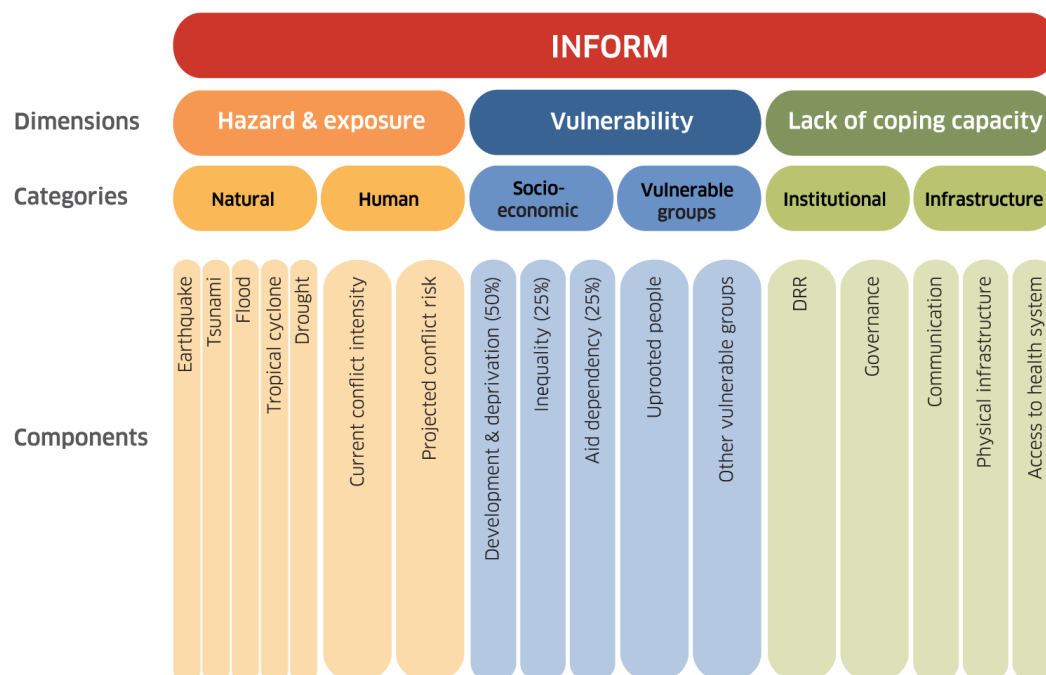 INFORM
Dimensions
Hazard & exposure
Vulnerability
Lack of coping capacity
Categories
Natural
Human
Socio-
economic
Vulnerable
groups
Institutional
Infrastructure
Components
Earthquake
Tsunami
Flood
Tropical cyclone
Drought
Current conflict intensity
Projected conflict risk
Development & deprivation (50%)
Inequality (25%)
Aid dependency (25%)
Uprooted people
Other vulnerable groups
DRR
Governance
Communication
Physical infrastructure
Access to health system